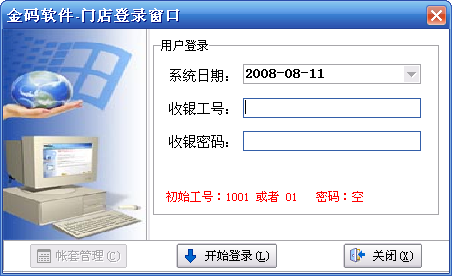 金码软件-门店登录窗口
用户登录
系统日期： 2008-08-11
收银工号：
收银密码：
初始工号：1001 或者 01 密码：空
帐套管理(C) 开始登录(L) 关闭(X)